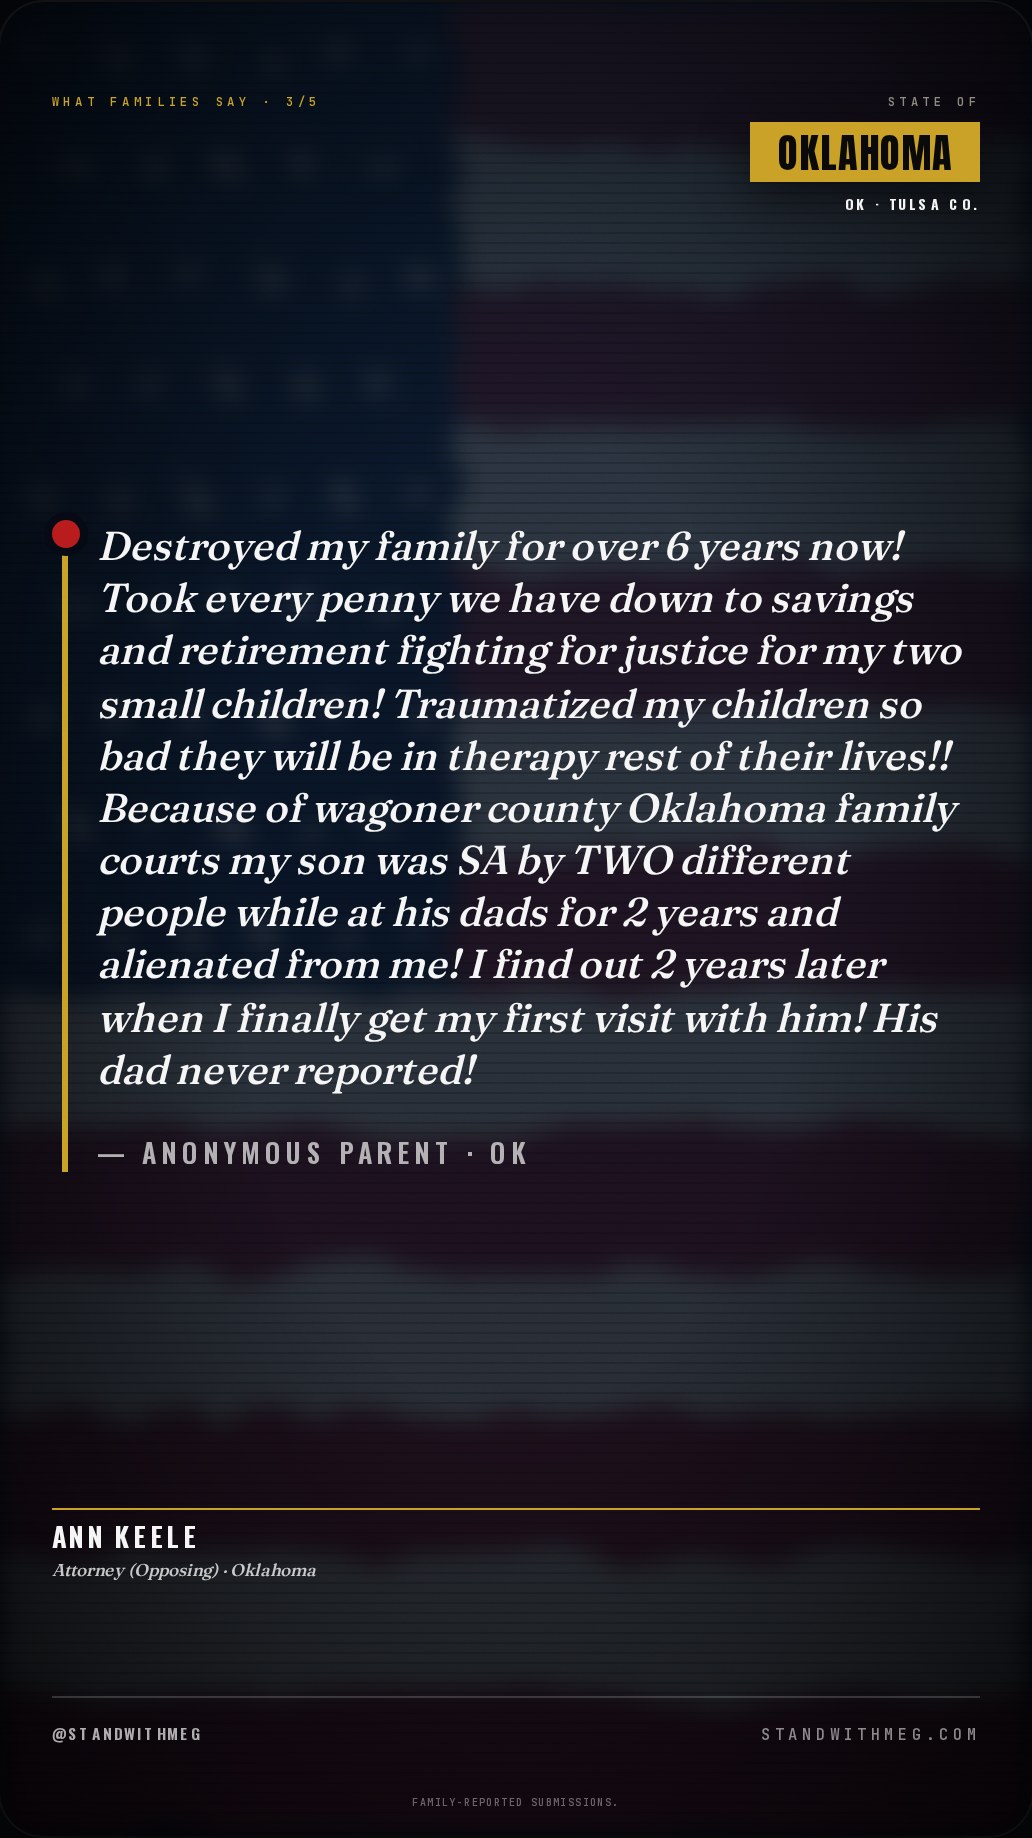 WHAT FAMILIES SAY · 3/5
STATE OF
OKLAHOMA
OK · TULSA CO.
Destroyed my family for over 6 years now!
Took every penny we have down to savings
and retirement fighting for justice for my two
small children! Traumatized my children so
bad they will be in therapy rest of their lives!!
Because of wagoner county Oklahoma family
courts my son was SA by TWO different
people while at his dads for 2 years and
alienated from me! I find out 2 years later
when I finally get my first visit with him! His
dad never reported!
— ANONYMOUS PARENT · OK
ANN KEELE
Attorney (Opposing) · Oklahoma
@STANDWITHMEG
STANDWITHMEG.COM
FAMILY-REPORTED SUBMISSIONS.